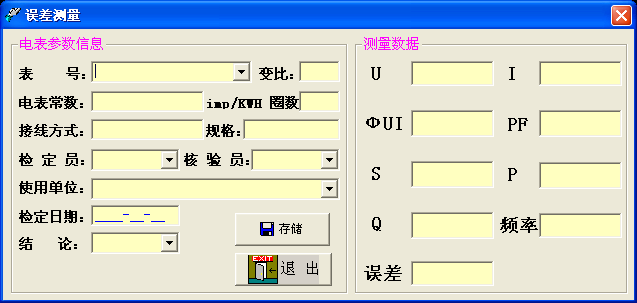 误差测量
电表参数信息
表 号: 变比:
电表常数: imp/KWH 圈数
接线方式: 规格:
检 定 员: 核 验 员:
使用单位:
检定日期: ____-__-__
结 论:
存储
EXIT 退 出
测量数据
U I
ΦUI PF
S P
Q 频率
误差